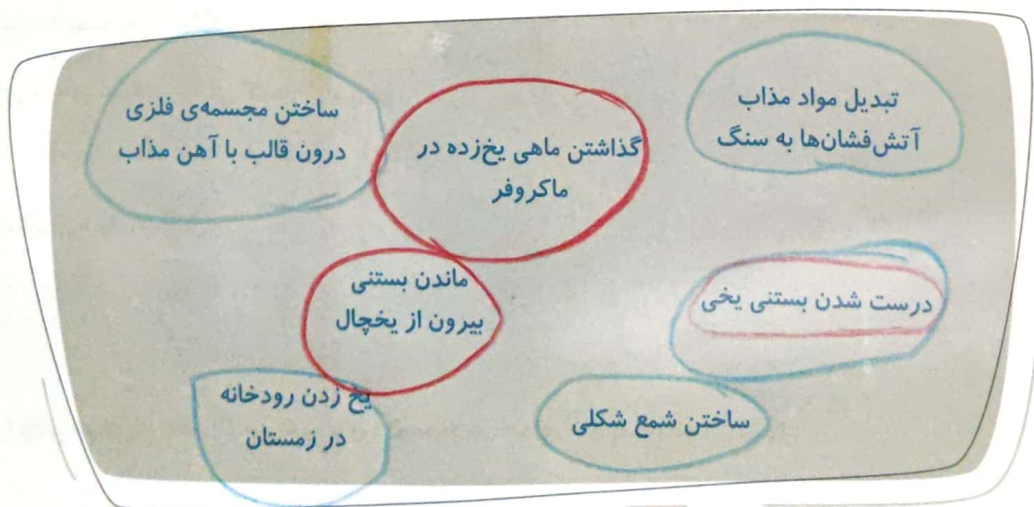 تبدیل مواد مذاب
آتش‌فشان‌ها به سنگ
گذاشتن ماهی یخ‌زده در
ماکروفر
ساختن مجسمه‌ی فلزی
درون قالب با آهن مذاب
درست شدن بستنی یخی
ماندن بستنی
بیرون از یخچال
ساختن شمع شکلی
یخ زدن رودخانه
در زمستان